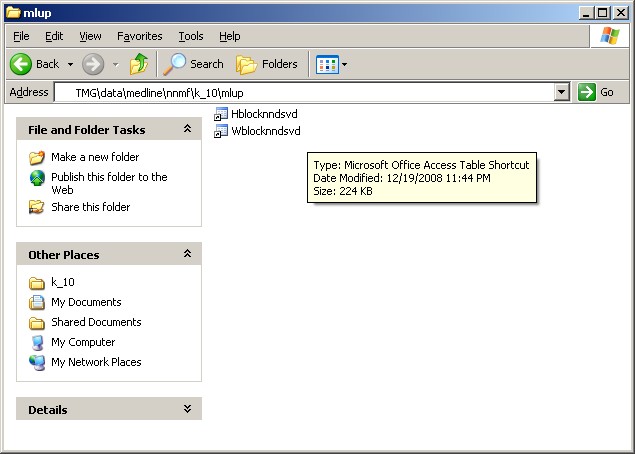 mlup
File Edit View Favorites Tools Help
Back Search Folders
Address TMG\data\medline\nnmf\k_10\mlup Go
File and Folder Tasks
Make a new folder
Publish this folder to the
Web
Share this folder
Other Places
k_10
My Documents
Shared Documents
My Computer
My Network Places
Details
Hblocknndsvd
Wblocknndsvd
Type: Microsoft Office Access Table Shortcut
Date Modified: 12/19/2008 11:44 PM
Size: 224 KB